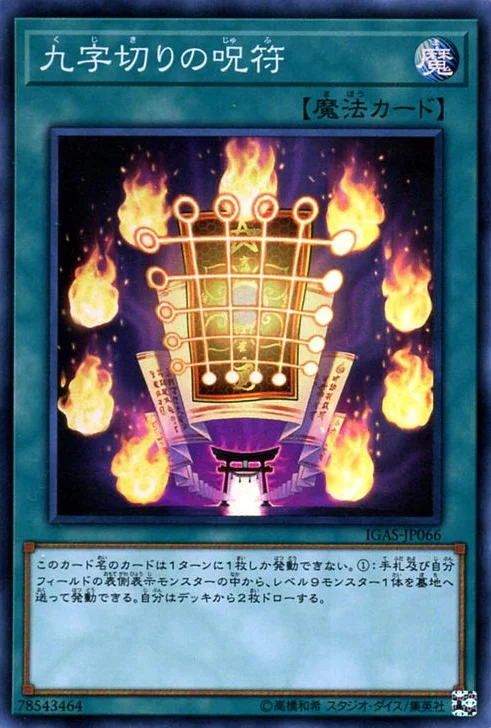 九字切りの呪符
魔
【魔法カード】
IGAS-JP066
このカード名のカードは1ターンに1枚しか発動できない。①:手札及び自分
フィールドの表側表示モンスターの中から、レベル9モンスター1体を墓地へ
送って発動できる。自分はデッキから2枚ドローする。
78543464
©高橋和希 スタジオ・ダイス/集英社